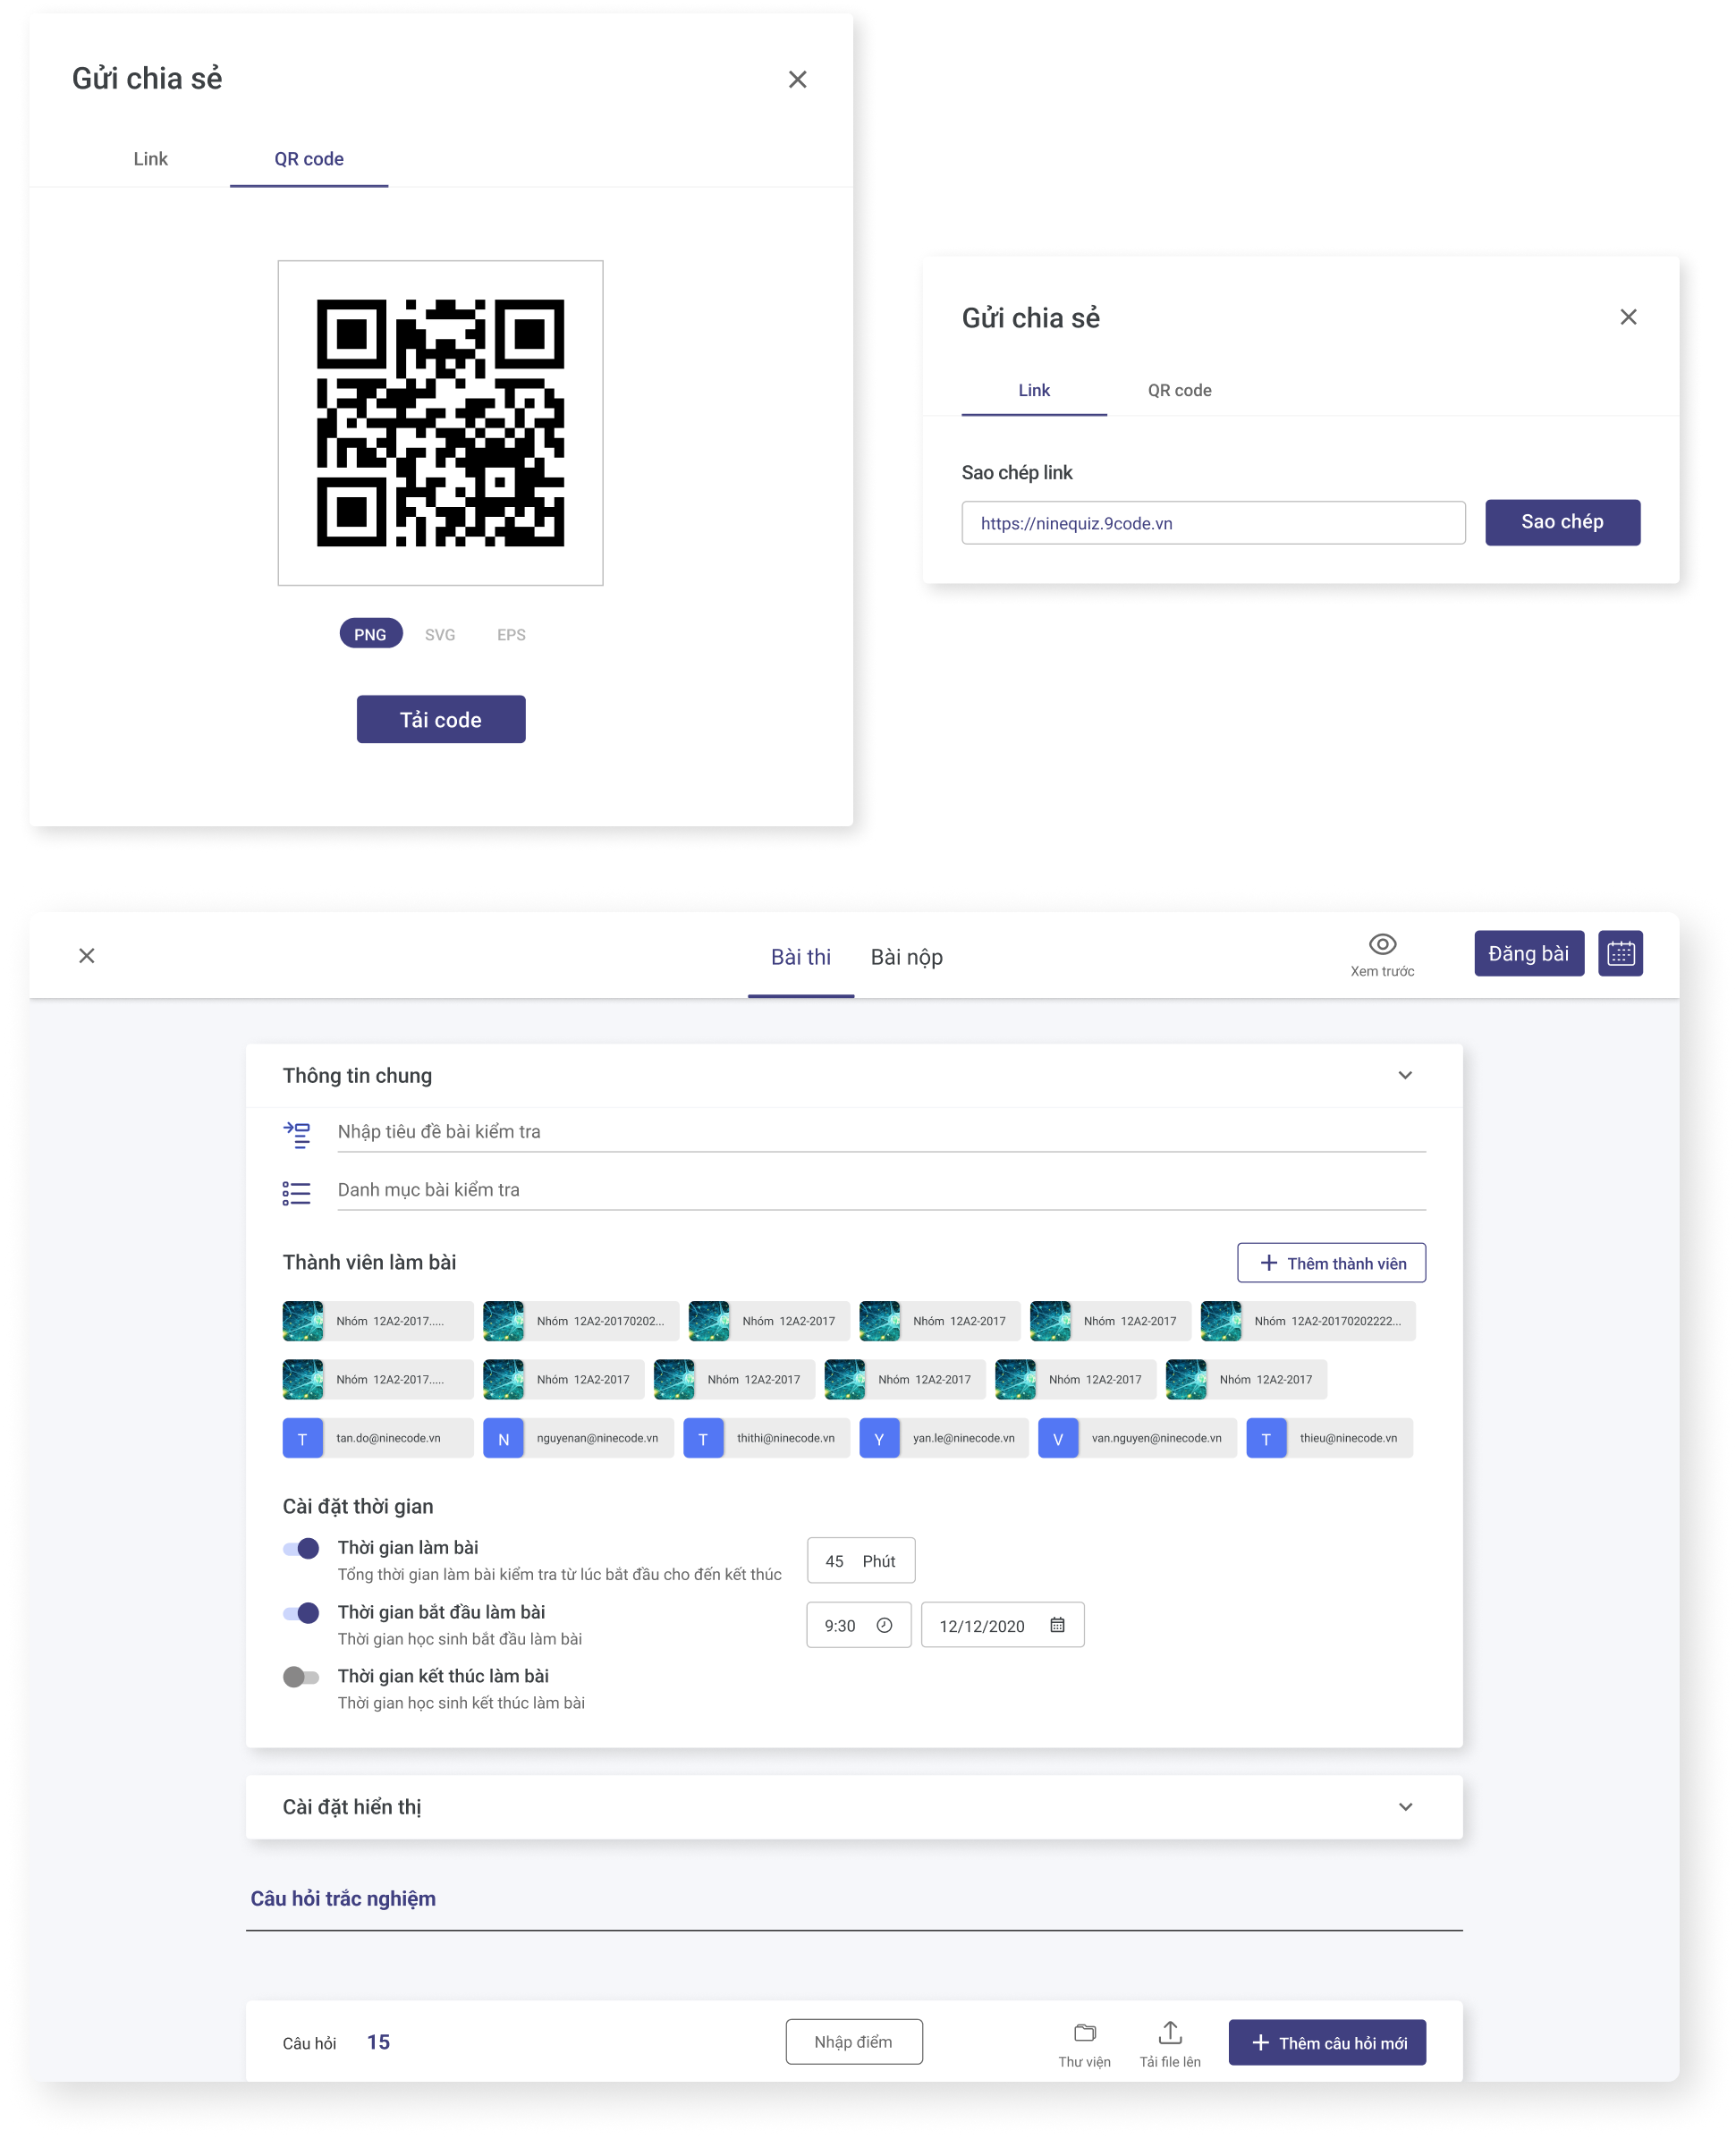 Gửi chia sẻ
Link QR code
PNG SVG EPS
Tải code
Gửi chia sẻ
Link QR code
Sao chép link
https://ninequiz.9code.vn Sao chép
Bài thi Bài nộp Xem trước Đăng bài
Thông tin chung
Nhập tiêu đề bài kiểm tra
Danh mục bài kiểm tra
Thành viên làm bài Thêm thành viên
Nhóm 12A2-2017..... Nhóm 12A2-20170202... Nhóm 12A2-2017 Nhóm 12A2-2017 Nhóm 12A2-2017 Nhóm 12A2-20170202222...
Nhóm 12A2-2017..... Nhóm 12A2-2017 Nhóm 12A2-2017 Nhóm 12A2-2017 Nhóm 12A2-2017 Nhóm 12A2-2017
T tan.do@ninecode.vn N nguyenan@ninecode.vn T thithi@ninecode.vn Y yan.le@ninecode.vn V van.nguyen@ninecode.vn T thieu@ninecode.vn
Cài đặt thời gian
Thời gian làm bài
Tổng thời gian làm bài kiểm tra từ lúc bắt đầu cho đến kết thúc 45 Phút
Thời gian bắt đầu làm bài
Thời gian học sinh bắt đầu làm bài 9:30 12/12/2020
Thời gian kết thúc làm bài
Thời gian học sinh kết thúc làm bài
Cài đặt hiển thị
Câu hỏi trắc nghiệm
Câu hỏi 15 Nhập điểm Thư viện Tải file lên Thêm câu hỏi mới